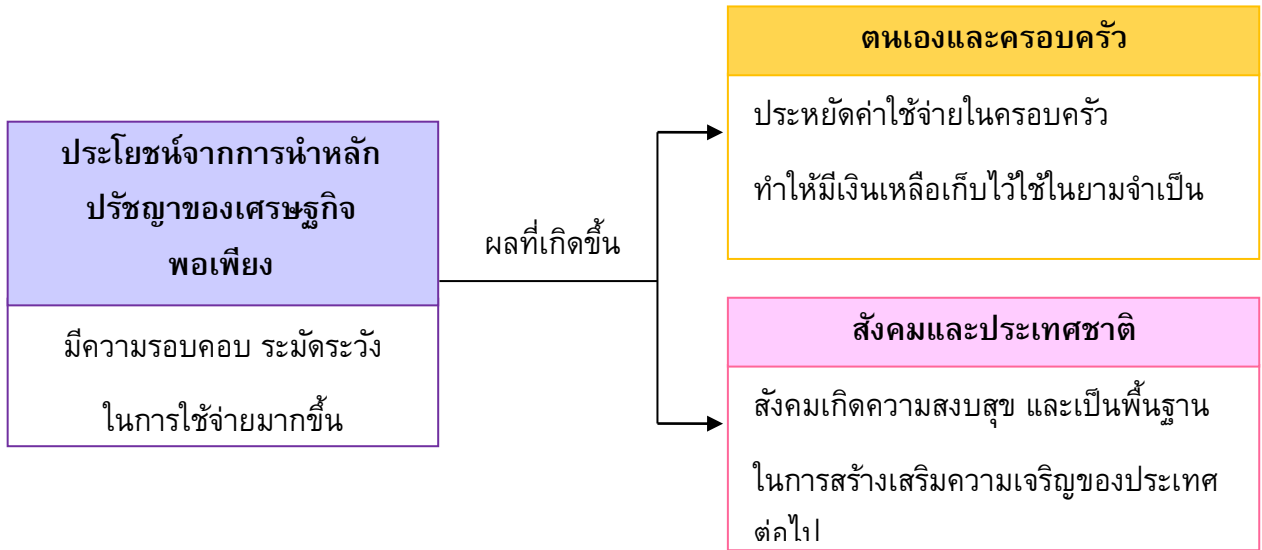 ประโยชน์จากการนำหลัก
ปรัชญาของเศรษฐกิจ
พอเพียง
มีความรอบคอบ ระมัดระวัง
ในการใช้จ่ายมากขึ้น
ผลที่เกิดขึ้น
ตนเองและครอบครัว
ประหยัดค่าใช้จ่ายในครอบครัว
ทำให้มีเงินเหลือเก็บไว้ใช้ในยามจำเป็น
สังคมและประเทศชาติ
สังคมเกิดความสงบสุข และเป็นพื้นฐาน
ในการสร้างเสริมความเจริญของประเทศ
ต่อไป